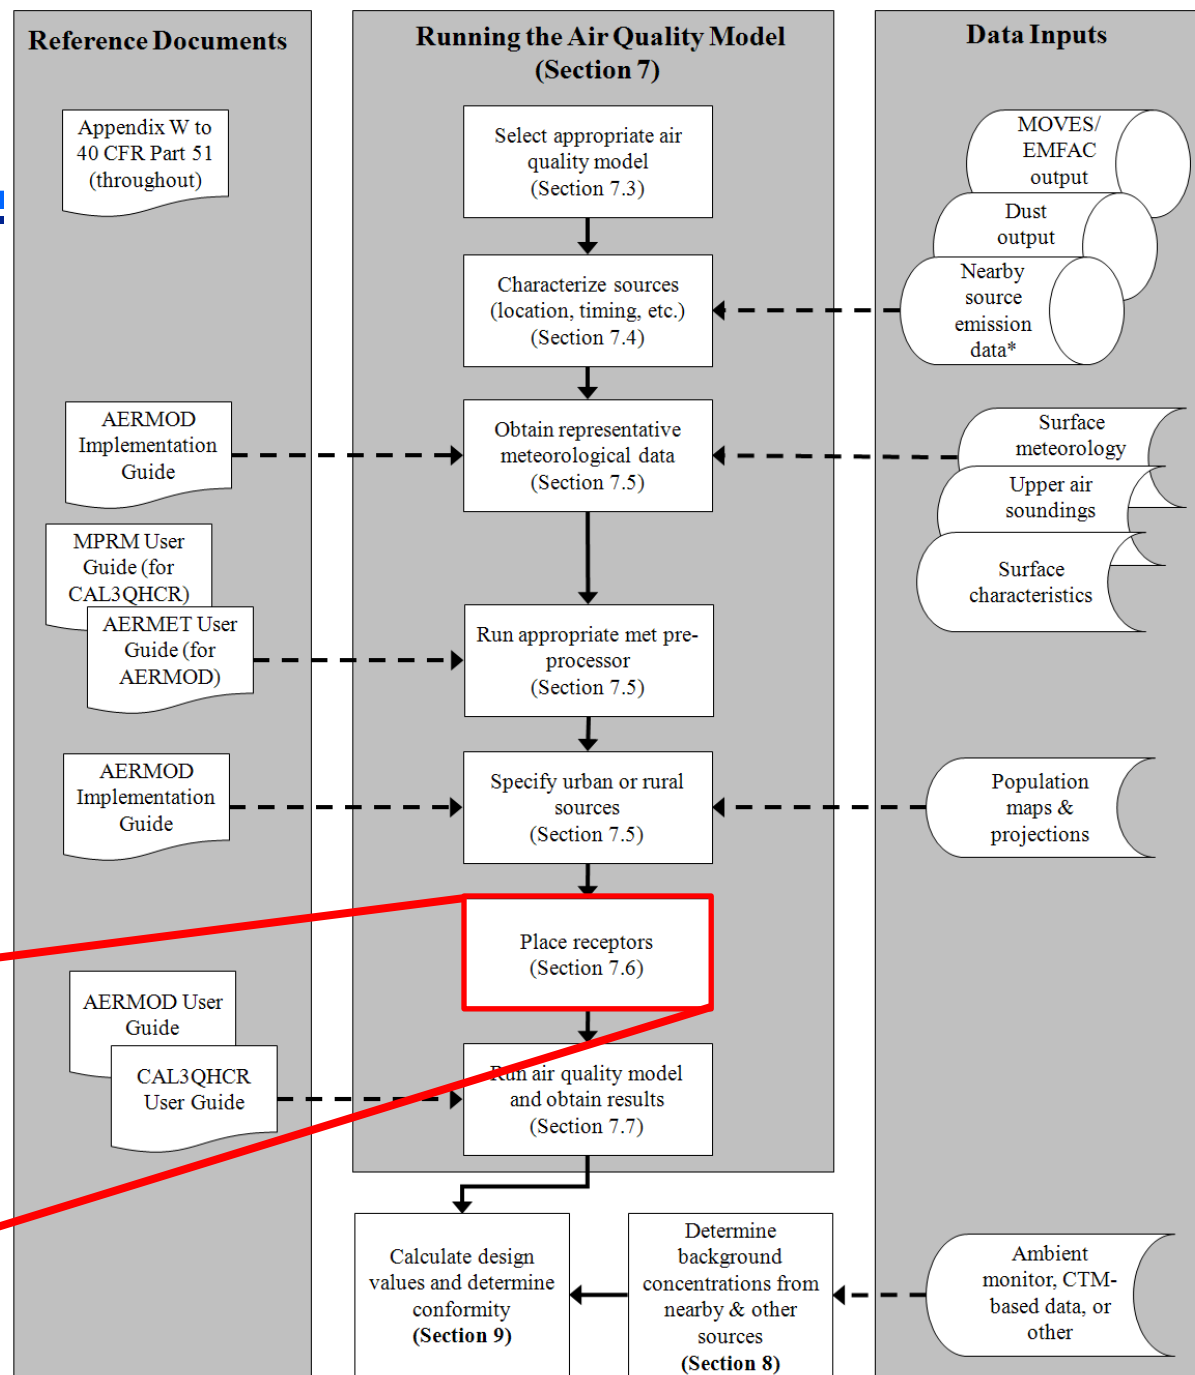 Reference Documents
Appendix W to
40 CFR Part 51
(throughout)
AERMOD
Implementation
Guide
MPRM User
Guide (for
CAL3QHCR)
AERMET User
Guide (for
AERMOD)
AERMOD
Implementation
Guide
AERMOD User
Guide
CAL3QHCR
User Guide
Running the Air Quality Model
(Section 7)
Select appropriate air
quality model
(Section 7.3)
Characterize sources
(location, timing, etc.)
(Section 7.4)
Obtain representative
meteorological data
(Section 7.5)
Run appropriate met pre-
processor
(Section 7.5)
Specify urban or rural
sources
(Section 7.5)
Place receptors
(Section 7.6)
Run air quality model
and obtain results
(Section 7.7)
Calculate design
values and determine
conformity
(Section 9)
Determine
background
concentrations from
nearby & other
sources
(Section 8)
Data Inputs
MOVES/
EMFAC
output
Dust
output
Nearby
source
emission
data*
Surface
meteorology
Upper air
soundings
Surface
characteristics
Population
maps &
projections
Ambient
monitor, CTM-
based data, or
other